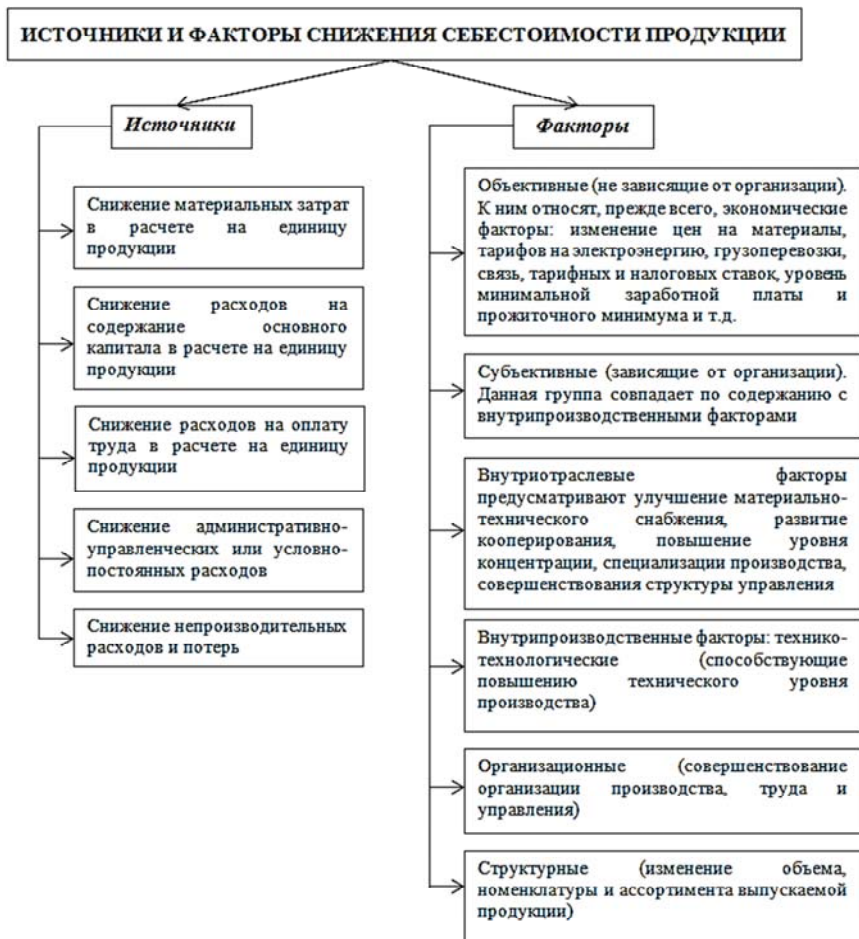 ИСТОЧНИКИ И ФАКТОРЫ СНИЖЕНИЯ СЕБЕСТОИМОСТИ ПРОДУКЦИИ
Источники
Снижение материальных затрат
в расчете на единицу
продукции
Снижение расходов на
содержание основного
капитала в расчете на единицу
продукции
Снижение расходов на оплату
труда в расчете на единицу
продукции
Снижение административно-
управленческих или условно-
постоянных расходов
Снижение непроизводительных
расходов и потерь
Факторы
Объективные (не зависящие от организации).
К ним относят, прежде всего, экономические
факторы: изменение цен на материалы,
тарифов на электроэнергию, грузоперевозки,
связь, тарифных и налоговых ставок, уровень
минимальной заработной платы и
прожиточного минимума и т.д.
Субъективные (зависящие от организации).
Данная группа совпадает по содержанию с
внутрипроизводственными факторами
Внутриотраслевые факторы
предусматривают улучшение материально-
технического снабжения, развитие
кооперирования, повышение уровня
концентрации, специализации производства,
совершенствования структуры управления
Внутрипроизводственные факторы: технико-
технологические (способствующие
повышению технического уровня
производства)
Организационные (совершенствование
организации производства, труда и
управления)
Структурные (изменение объема,
номенклатуры и ассортимента выпускаемой
продукции)